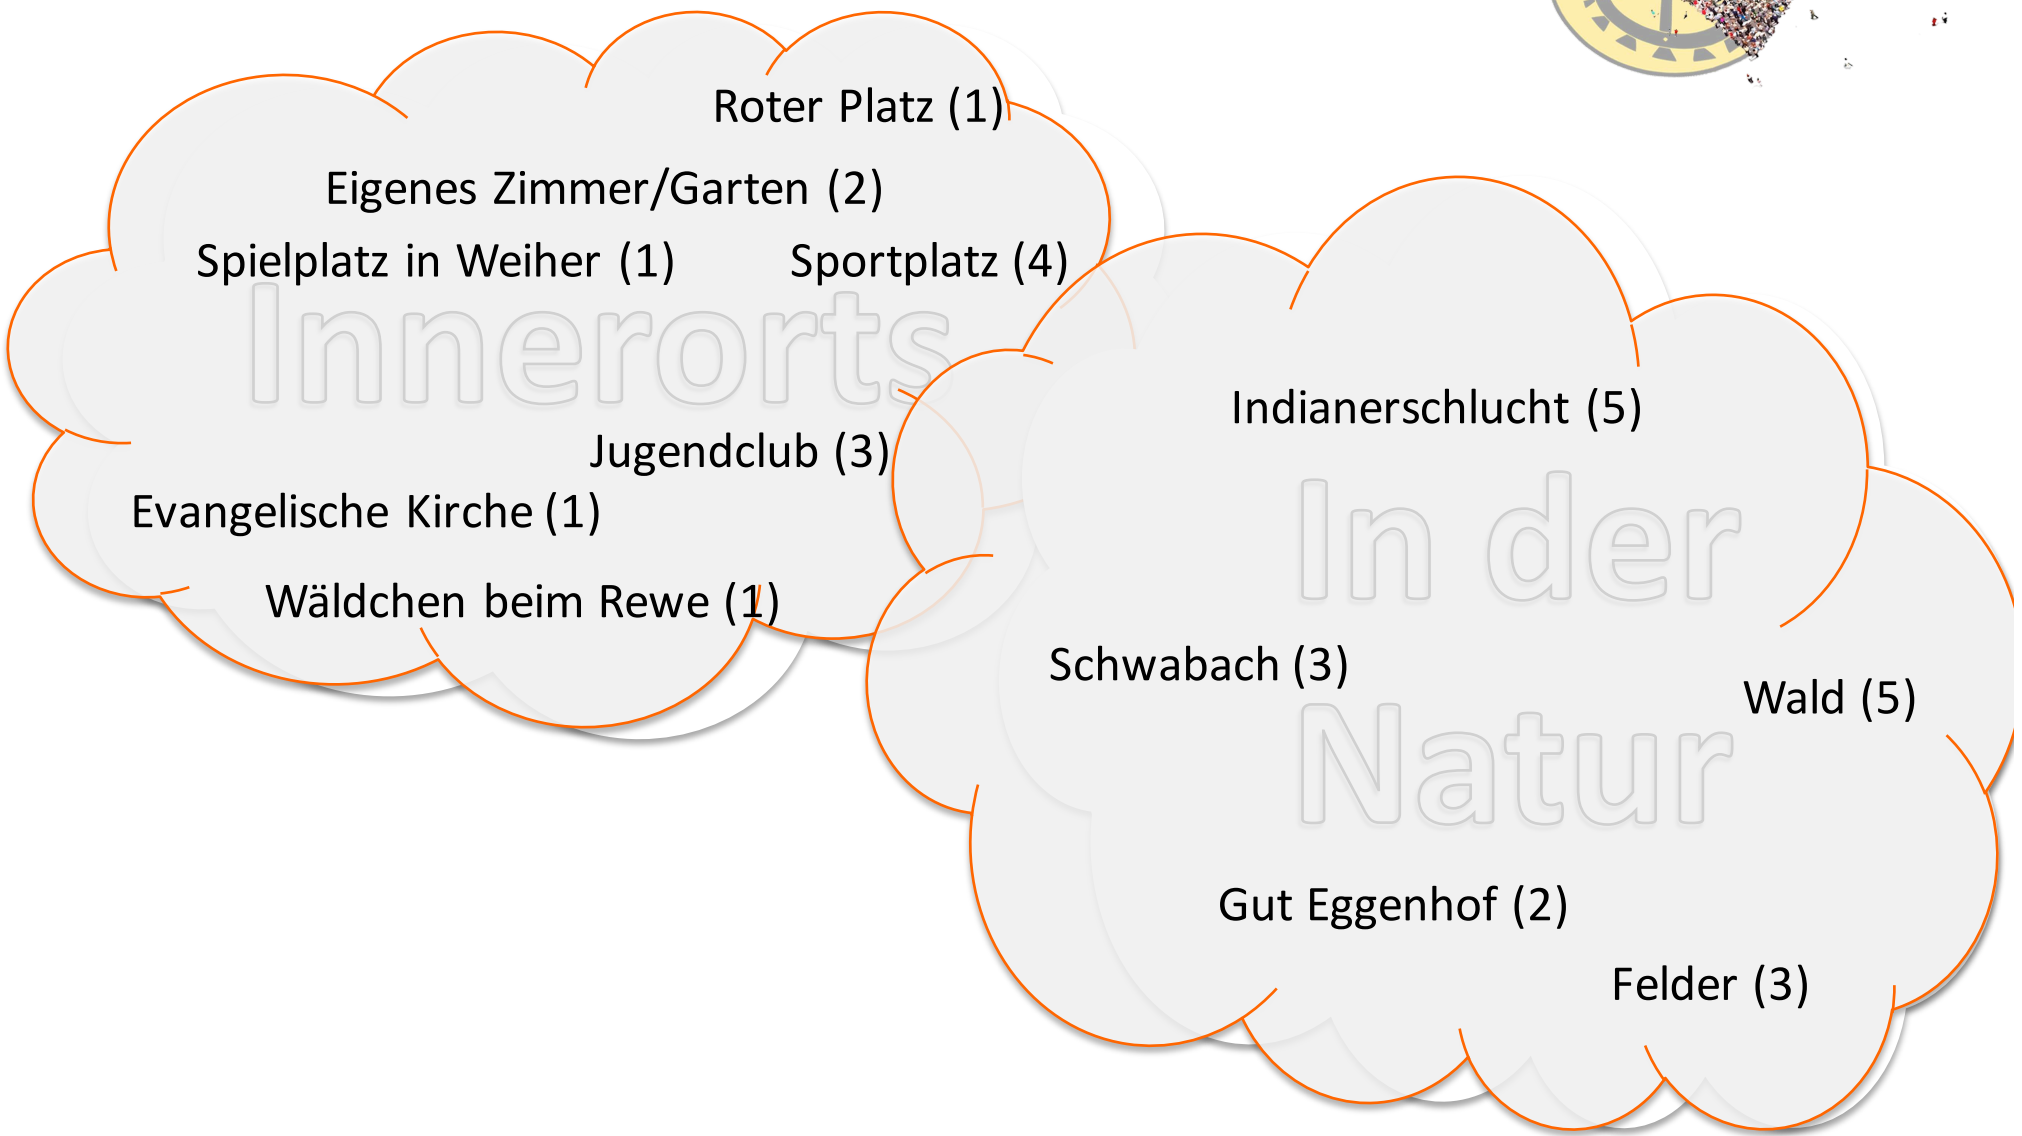 Roter Platz (1)
Eigenes Zimmer/Garten (2)
Spielplatz in Weiher (1)
Sportplatz (4)
Innerorts
Jugendclub (3)
Evangelische Kirche (1)
Wäldchen beim Rewe (1)
Indianerschlucht (5)
In der
Schwabach (3)
Wald (5)
Natur
Gut Eggenhof (2)
Felder (3)